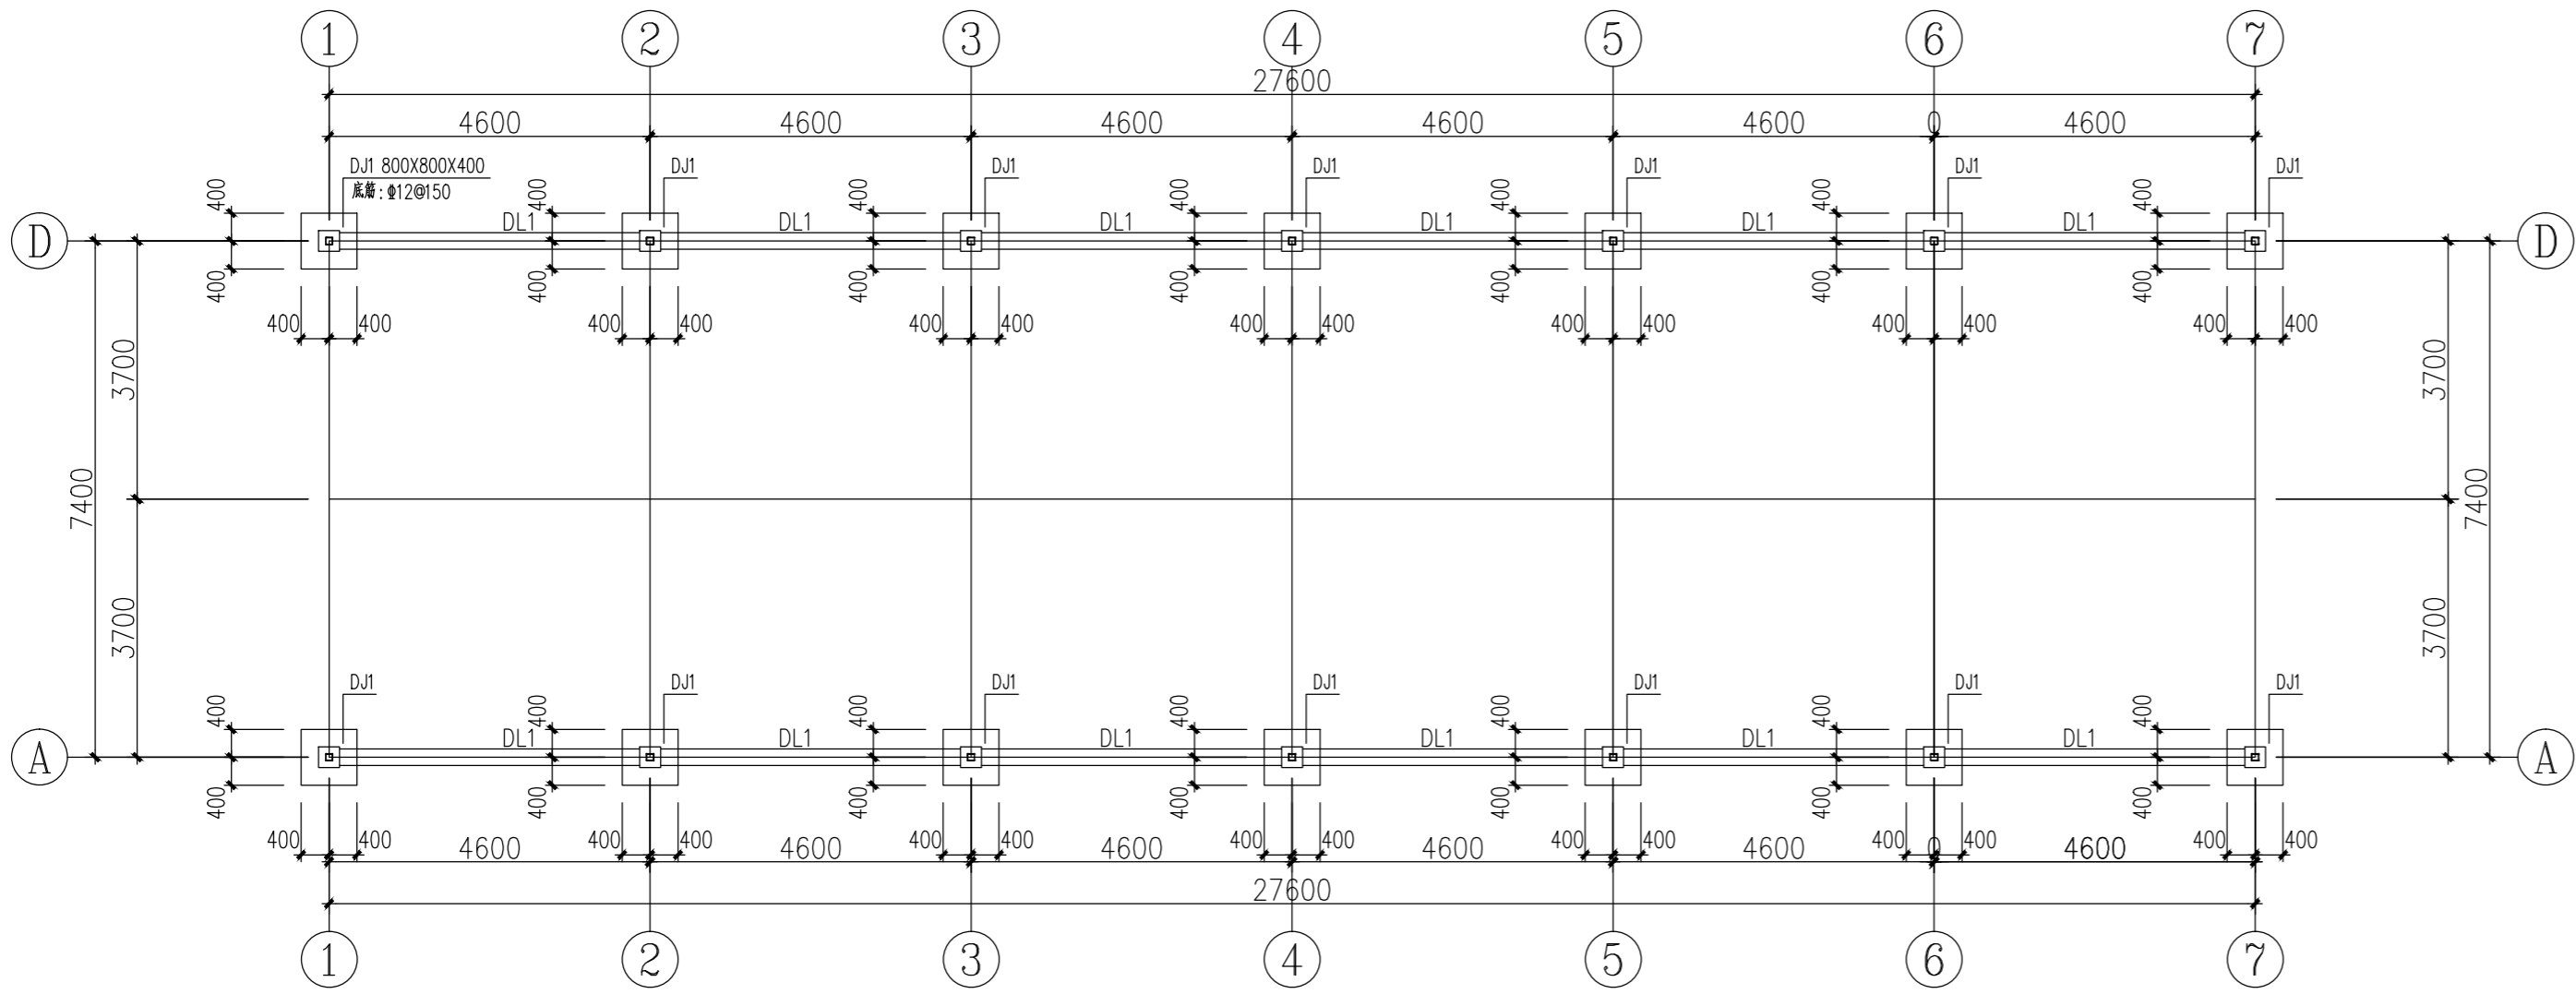 1 2 3 4 5 6 7
27600
4600 4600 4600 4600 4600 0 4600
DJ1 800X800X400 DJ1 DJ1 DJ1 DJ1 DJ1 DJ1
底筋:Φ12@150
400 400 400 400 400 400 400
DL1 DL1 DL1 DL1 DL1 DL1
D D
400 400 400 400 400 400 400
400 400 400 400 400 400 400 400 400 400 400 400 400 400
3700 3700
7400 7400
3700 3700
DJ1 DJ1 DJ1 DJ1 DJ1 DJ1 DJ1
400 400 400 400 400 400 400
DL1 DL1 DL1 DL1 DL1 DL1
A A
400 400 400 400 400 400 400
400 400 400 400 400 400 400 400 400 400 400 400 400 400
4600 4600 4600 4600 4600 0 4600
27600
1 2 3 4 5 6 7